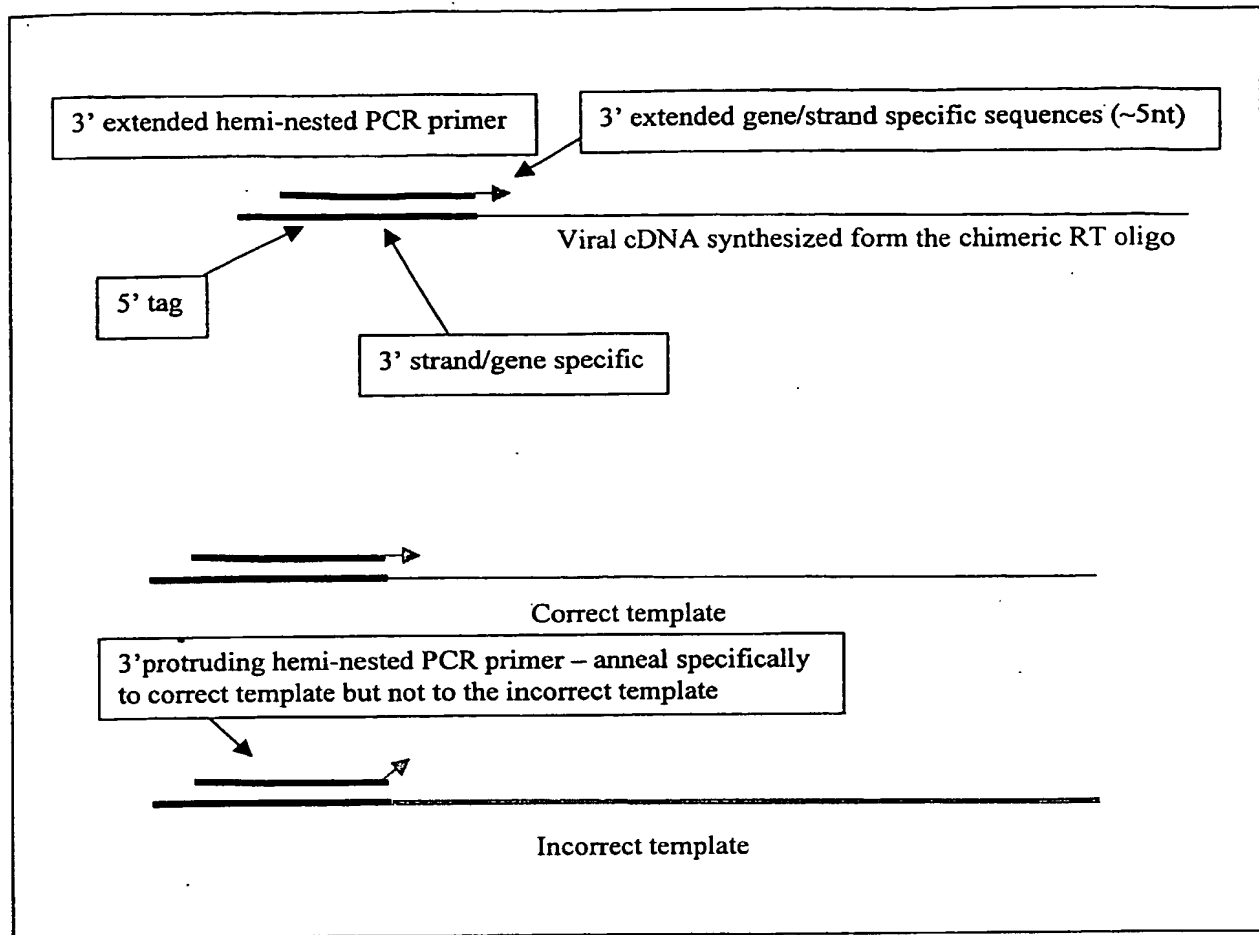 3' extended hemi-nested PCR primer
3' extended gene/strand specific sequences (~5nt)
Viral cDNA synthesized form the chimeric RT oligo
5' tag
3' strand/gene specific
Correct template
3'protruding hemi-nested PCR primer – anneal specifically
to correct template but not to the incorrect template
Incorrect template